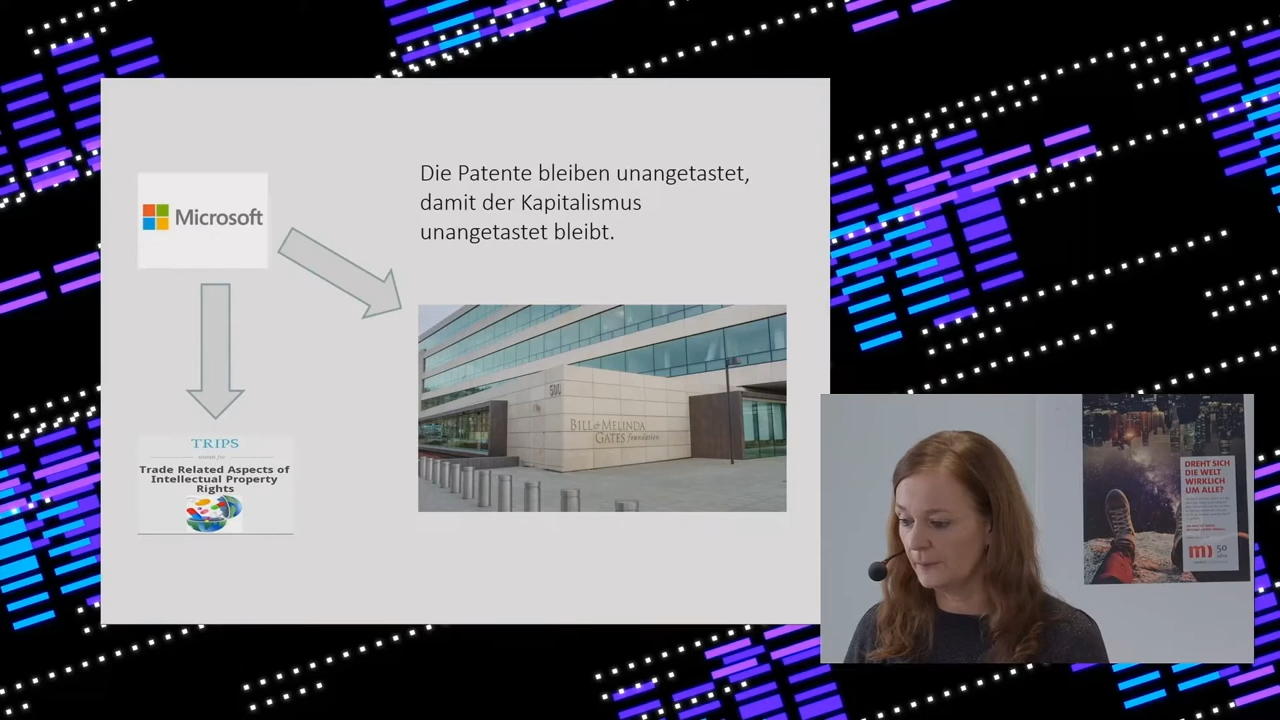 Die Patente bleiben unangetastet,
damit der Kapitalismus
unangetastet bleibt.
Microsoft
500
BILL & MELINDA
GATES foundation
TRIPS
Trade Related Aspects of
Intellectual Property
Rights
DREHT SICH
DIE WELT
WIRKLICH
UM ALLE?
m)
50